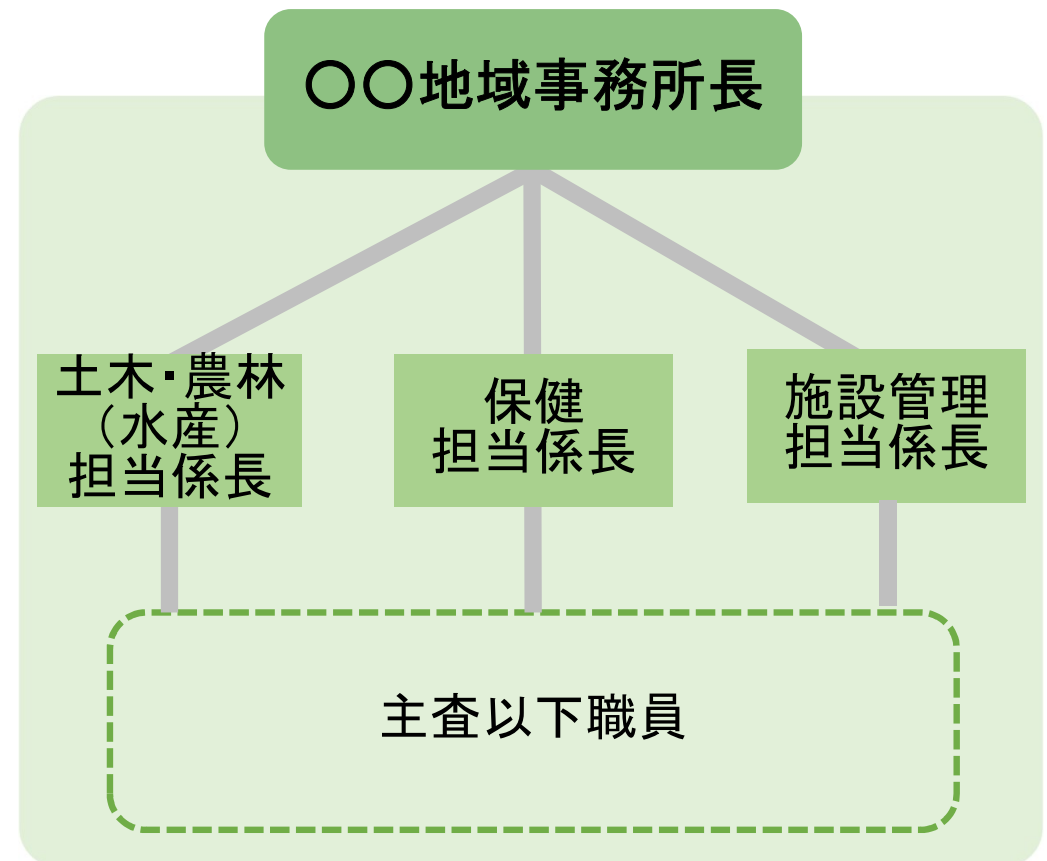 〇〇地域事務所長
土木・農林
（水産）
担当係長
保健
担当係長
施設管理
担当係長
主査以下職員